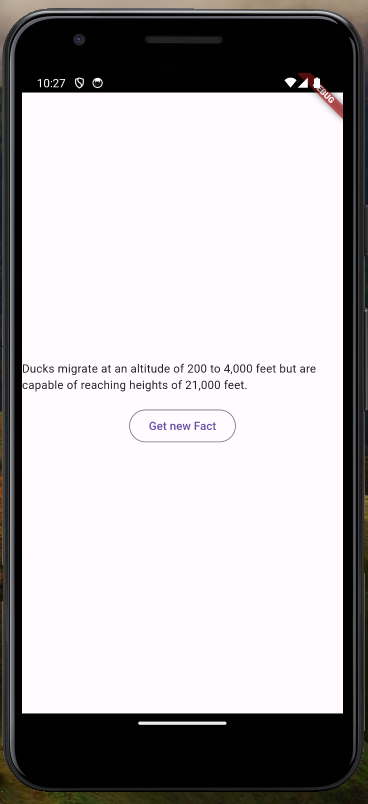 10:27
DEBUG
Ducks migrate at an altitude of 200 to 4,000 feet but are
capable of reaching heights of 21,000 feet.
Get new Fact